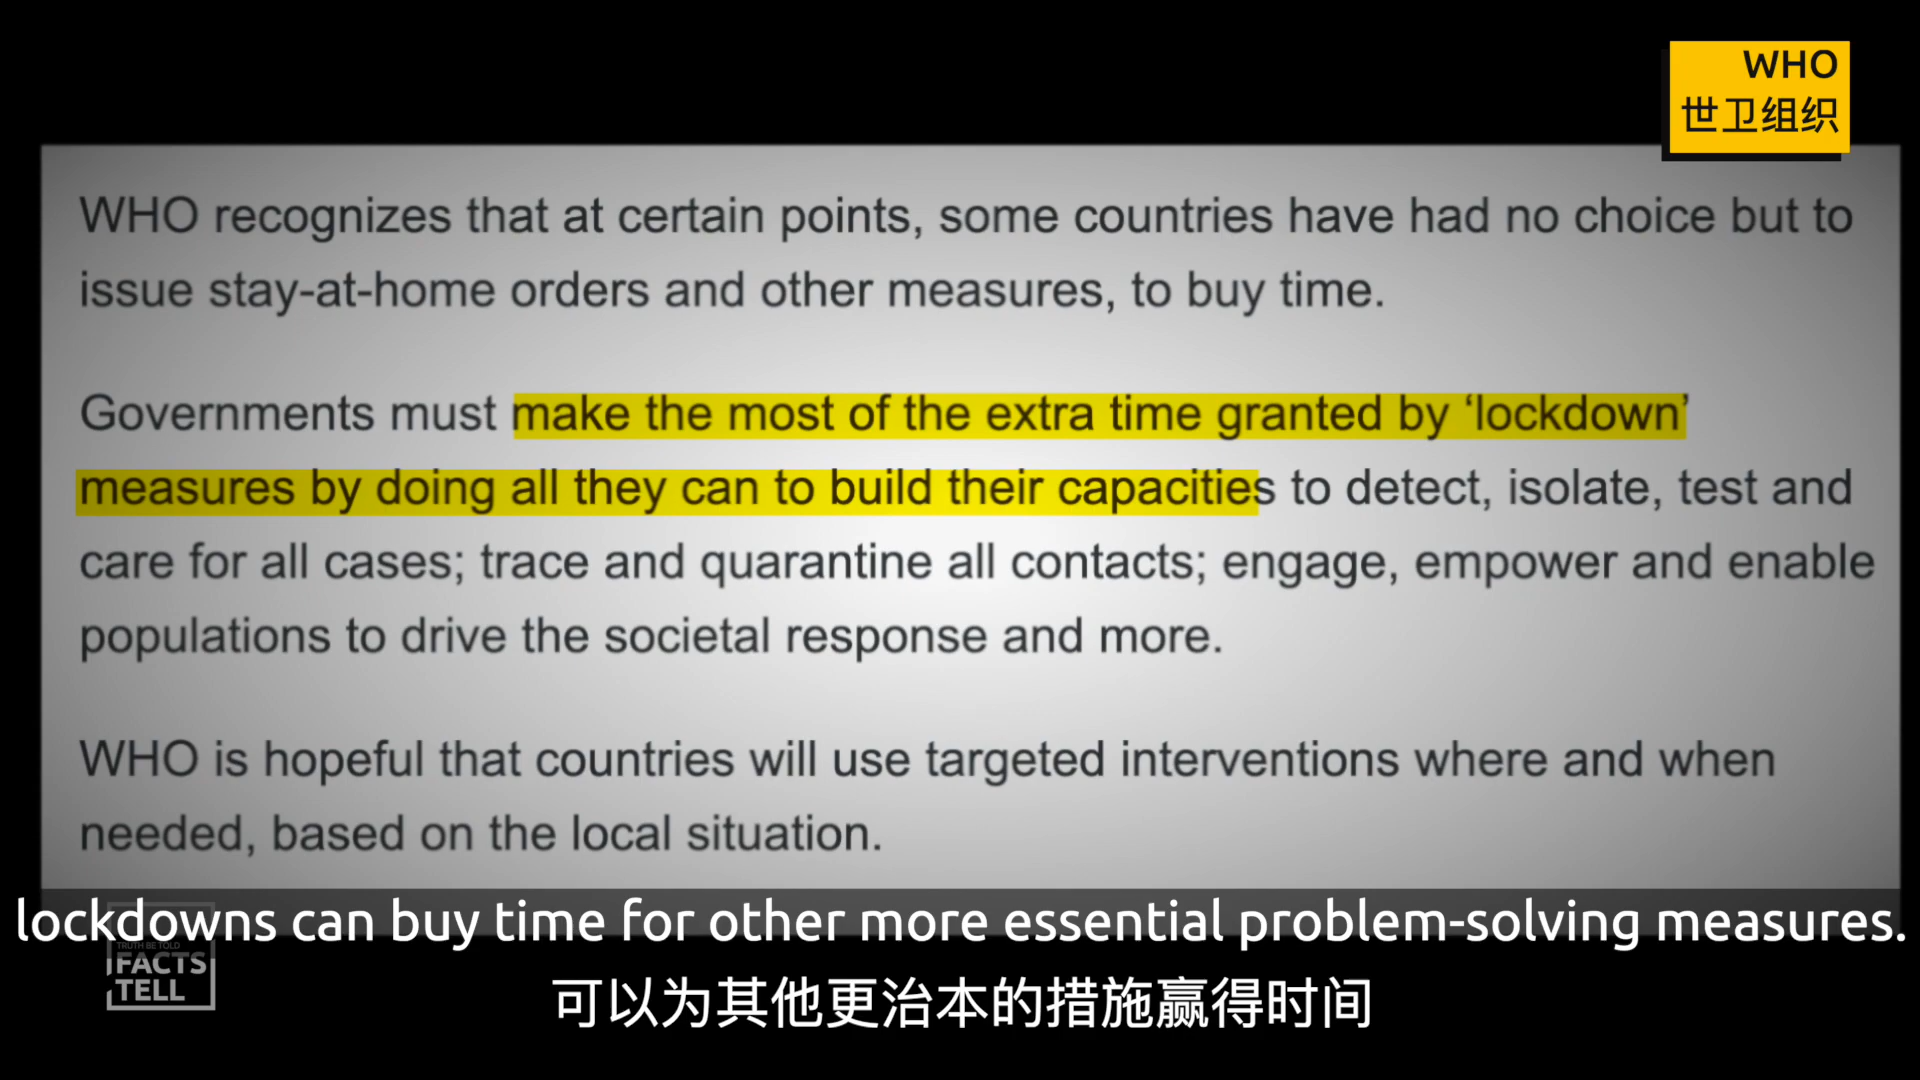 WHO
世卫组织
WHO recognizes that at certain points, some countries have had no choice but to
issue stay-at-home orders and other measures, to buy time.
Governments must make the most of the extra time granted by ‘lockdown’
measures by doing all they can to build their capacities to detect, isolate, test and
care for all cases; trace and quarantine all contacts; engage, empower and enable
populations to drive the societal response and more.
WHO is hopeful that countries will use targeted interventions where and when
needed, based on the local situation.
lockdowns can buy time for other more essential problem-solving measures.
可以为其他更治本的措施赢得时间
TRUTH BE TOLD
FACTS
TELL